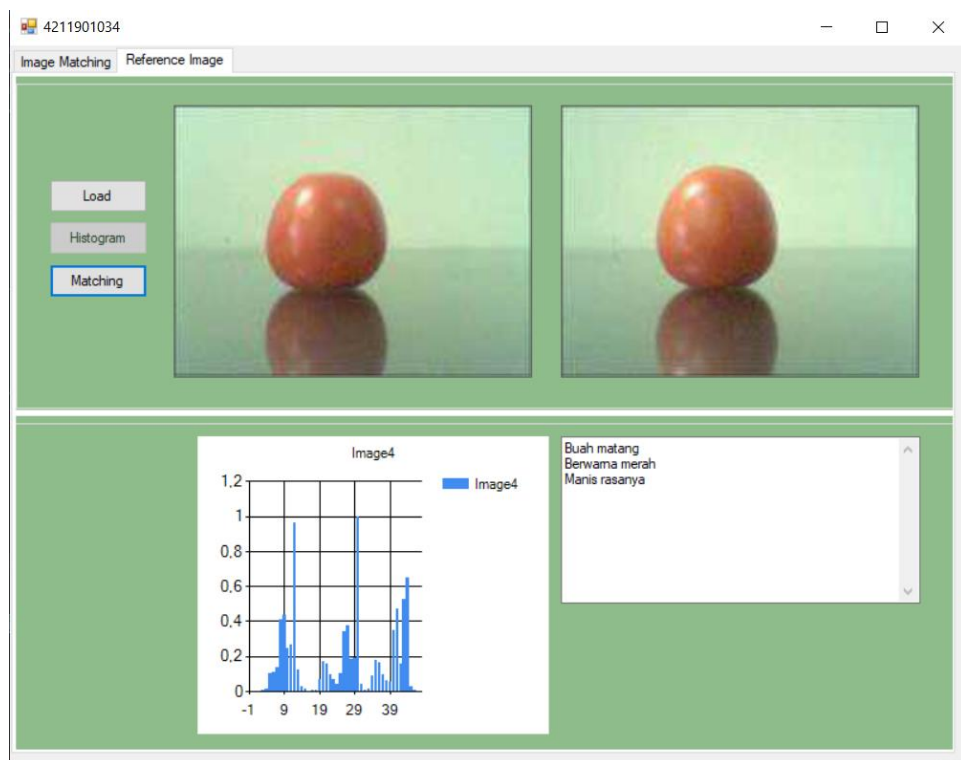 4211901034
Image Matching
Reference Image
Load
Histogram
Matching
Image4
1,2
1
0,8
0,6
0,4
0,2
0
-1 9 19 29 39
Image4
Buah matang
Berwarna merah
Manis rasanya